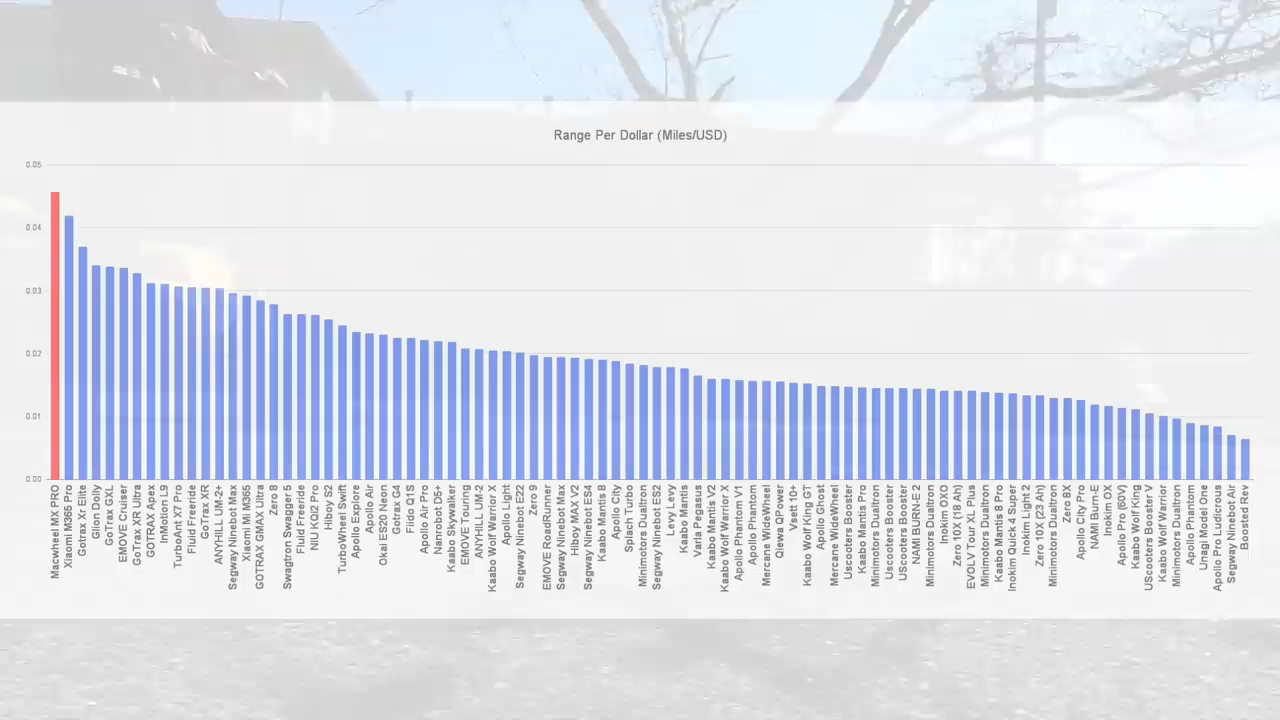 Range Per Dollar (Miles/USD)
0.05
0.04
0.03
0.02
0.01
0.00
Macwheel MX PRO
Xiaomi M365 Pro
Gotrax Xr Elite
Glion Dolly
GoTrax GXL
EMOVE Cruiser
GoTrax XR Ultra
GOTRAX Apex
InMotion L9
TurboAnt X7 Pro
Fluid Freeride
GoTrax XR
ANYHILL UM-2+
Segway Ninebot Max
Xiaomi Mi M365
GOTRAX GMAX Ultra
Zero 8
Swagtron Swagger 5
Fluid Freeride
NIU KQi2 Pro
Hiboy S2
TurboWheel Swift
Apollo Explore
Apollo Air
Okai ES20 Neon
Gotrax G4
Fiido Q1S
Apollo Air Pro
Nanrobot D5+
Kaabo Skywalker
EMOVE Touring
ANYHILL UM-2
Kaabo Wolf Warrior X
Apollo Light
Segway Ninebot E22
Zero 9
EMOVE RoadRunner
Segway Ninebot Max
Hiboy MAX V2
Segway Ninebot ES4
Kaabo Mantis 8
Apollo City
Splach Turbo
Minimotors Dualtron
Segway Ninebot ES2
Levy Levy
Kaabo Mantis
Varla Pegasus
Kaabo Mantis V2
Kaabo Wolf Warrior X
Apollo Phantom V1
Apollo Phantom
Mercane WideWheel
Qiewa QPower
Vsett 10+
Kaabo Wolf King GT
Apollo Ghost
Mercane WideWheel
Uscooters Booster
Kaabo Mantis Pro
Minimotors Dualtron
Uscooters Booster
UScooters Booster
NAMI BURN-E 2
Minimotors Dualtron
Inokim OXO
Zero 10X (18 Ah)
EVOLV Tour XL Plus
Minimotors Dualtron
Kaabo Mantis 8 Pro
Inokim Quick 4 Super
Inokim Light 2
Zero 10X (23 Ah)
Minimotors Dualtron
Zero 8X
Apollo City Pro
NAMI Burn-E
Inokim OX
Apollo Pro (60V)
Kaabo Wolf King
UScooters Booster V
Kaabo Wolf Warrior
Minimotors Dualtron
Apollo Phantom
Unagi Model One
Apollo Pro Ludicrous
Segway Ninebot Air
Boosted Rev